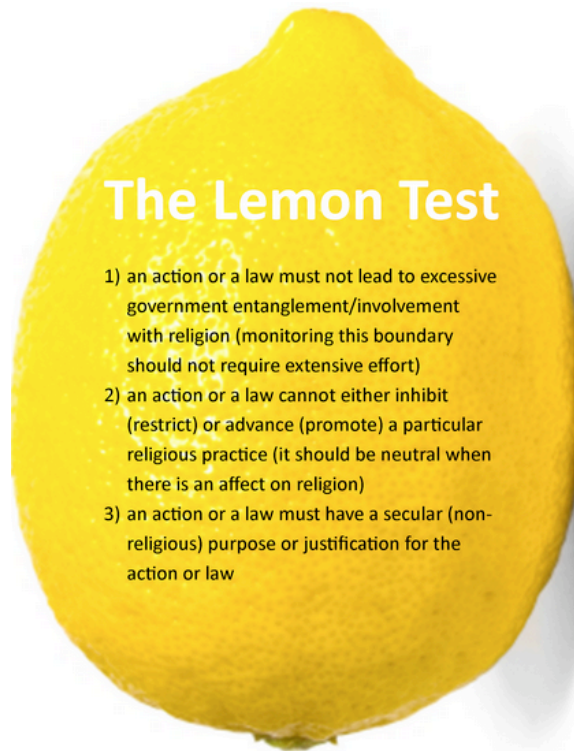 The Lemon Test
1) an action or a law must not lead to excessive
government entanglement/involvement
with religion (monitoring this boundary
should not require extensive effort)
2) an action or a law cannot either inhibit
(restrict) or advance (promote) a particular
religious practice (it should be neutral when
there is an affect on religion)
3) an action or a law must have a secular (non-
religious) purpose or justification for the
action or law